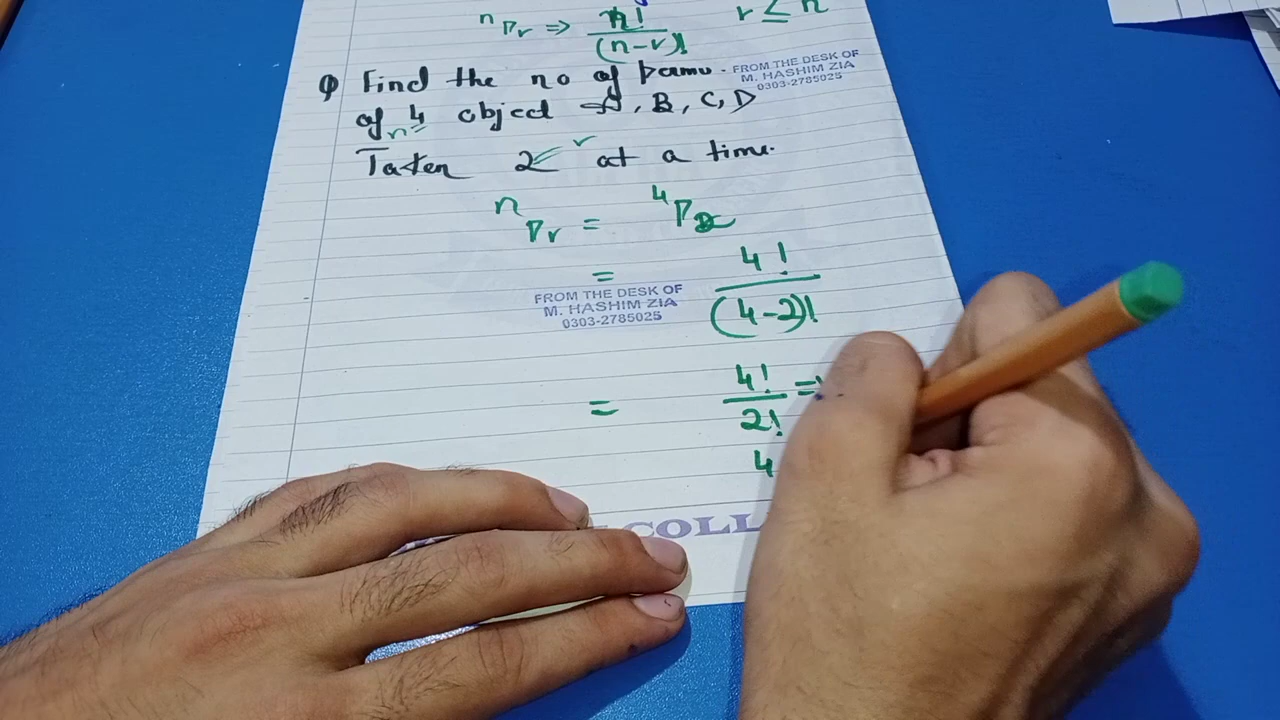 nPr ⇒ n!/(n-r)! r ≤ n
Q Find the no of permu.
of 4 object A, B, C, D
n=
Taken 2 r at a time.
nPr = 4P2
= 4!/(4-2)!
= 4!/2! =
4
FROM THE DESK OF
M. HASHIM ZIA
0303-2785025
FROM THE DESK OF
M. HASHIM ZIA
0303-2785025
COLL